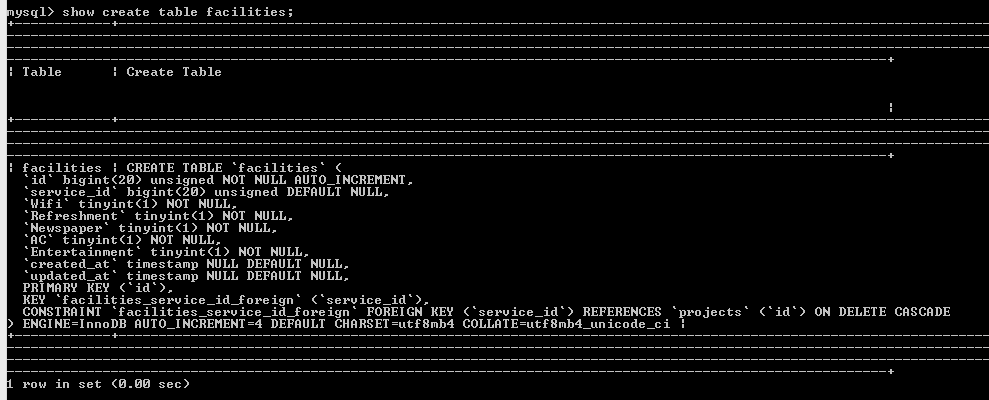 mysql> show create table facilities;
| Table | Create Table
|
| facilities | CREATE TABLE `facilities` (
`id` bigint(20) unsigned NOT NULL AUTO_INCREMENT,
`service_id` bigint(20) unsigned DEFAULT NULL,
`Wifi` tinyint(1) NOT NULL,
`Refreshment` tinyint(1) NOT NULL,
`Newspaper` tinyint(1) NOT NULL,
`AC` tinyint(1) NOT NULL,
`Entertainment` tinyint(1) NOT NULL,
`created_at` timestamp NULL DEFAULT NULL,
`updated_at` timestamp NULL DEFAULT NULL,
PRIMARY KEY (`id`),
KEY `facilities_service_id_foreign` (`service_id`),
CONSTRAINT `facilities_service_id_foreign` FOREIGN KEY (`service_id`) REFERENCES `projects` (`id`) ON DELETE CASCADE
) ENGINE=InnoDB AUTO_INCREMENT=4 DEFAULT CHARSET=utf8mb4 COLLATE=utf8mb4_unicode_ci |
1 row in set (0.00 sec)